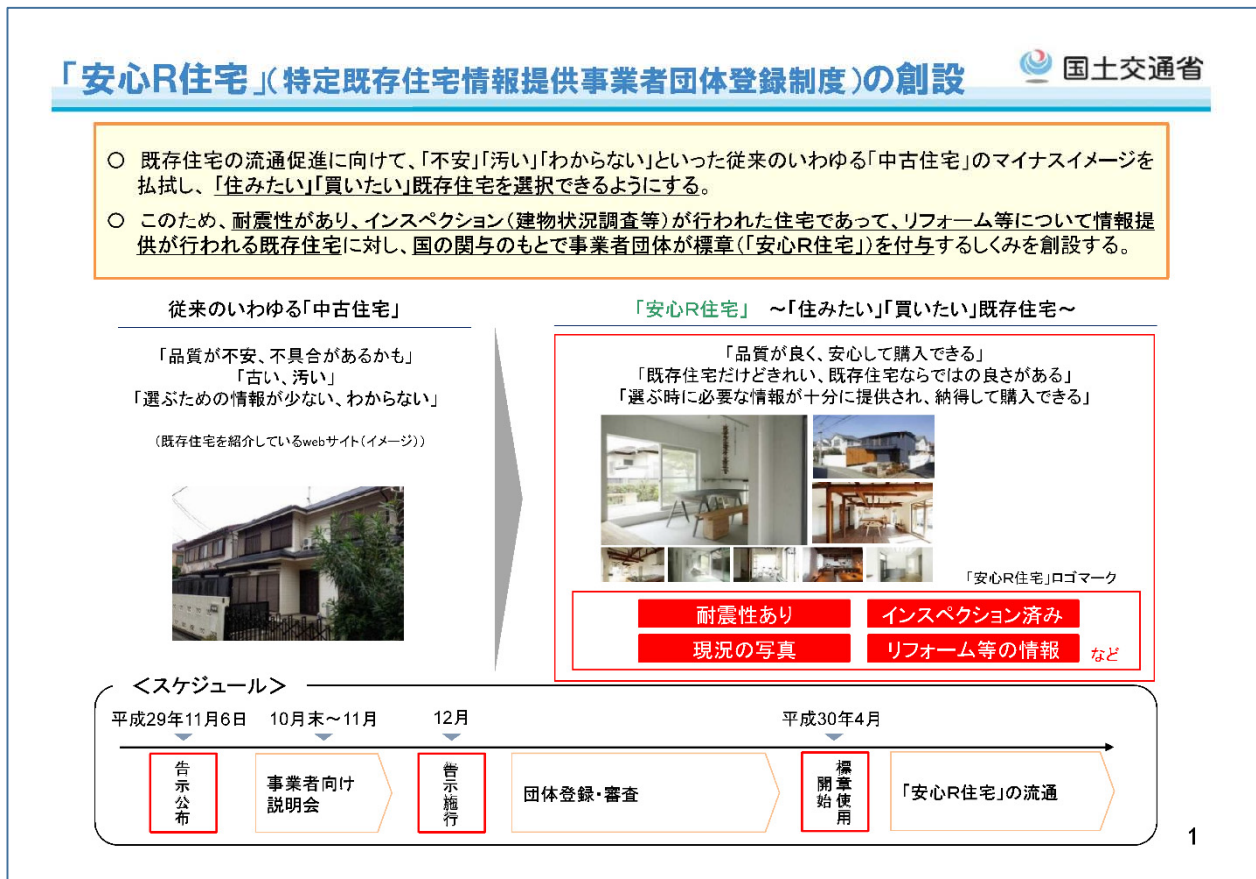 「安心R住宅」(特定既存住宅情報提供事業者団体登録制度)の創設
国土交通省
○ 既存住宅の流通促進に向けて、「不安」「汚い」「わからない」といった従来のいわゆる「中古住宅」のマイナスイメージを
払拭し、「住みたい」「買いたい」既存住宅を選択できるようにする。
○ このため、耐震性があり、インスペクション(建物状況調査等)が行われた住宅であって、リフォーム等について情報提
供が行われる既存住宅に対し、国の関与のもとで事業者団体が標章(「安心R住宅」)を付与するしくみを創設する。
従来のいわゆる「中古住宅」
「品質が不安、不具合があるかも」
「古い、汚い」
「選ぶための情報が少ない、わからない」
(既存住宅を紹介しているwebサイト(イメージ))
「安心R住宅」 ~「住みたい」「買いたい」既存住宅~
「品質が良く、安心して購入できる」
「既存住宅だけどきれい、既存住宅ならではの良さがある」
「選ぶ時に必要な情報が十分に提供され、納得して購入できる」
「安心R住宅」ロゴマーク
耐震性あり
インスペクション済み
現況の写真
リフォーム等の情報
など
<スケジュール>
平成29年11月6日
10月末~11月
12月
平成30年4月
告示公布
事業者向け
説明会
告示施行
団体登録・審査
標章使用
開始
「安心R住宅」の流通
1